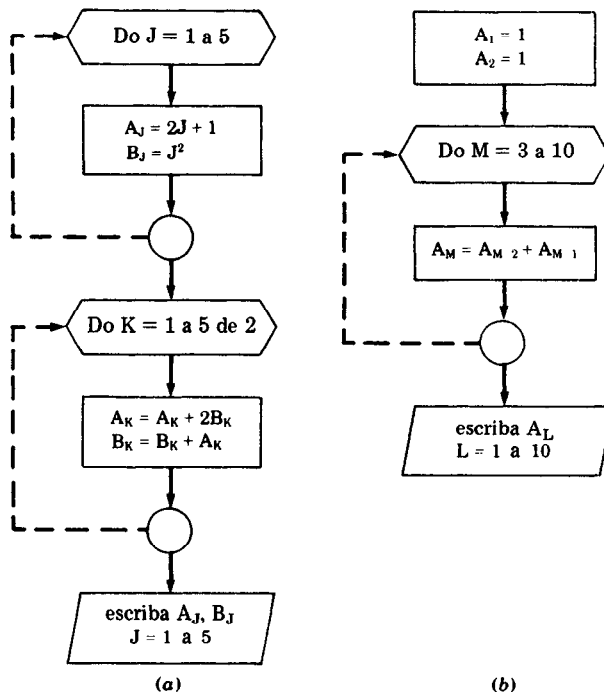 Do J = 1 a 5
A_J = 2J + 1
B_J = J²
Do K = 1 a 5 de 2
A_K = A_K + 2B_K
B_K = B_K + A_K
escriba A_J, B_J
J = 1 a 5
(a)
A₁ = 1
A₂ = 1
Do M = 3 a 10
A_M = A_M 2 + A_M 1
escriba A_L
L = 1 a 10
(b)